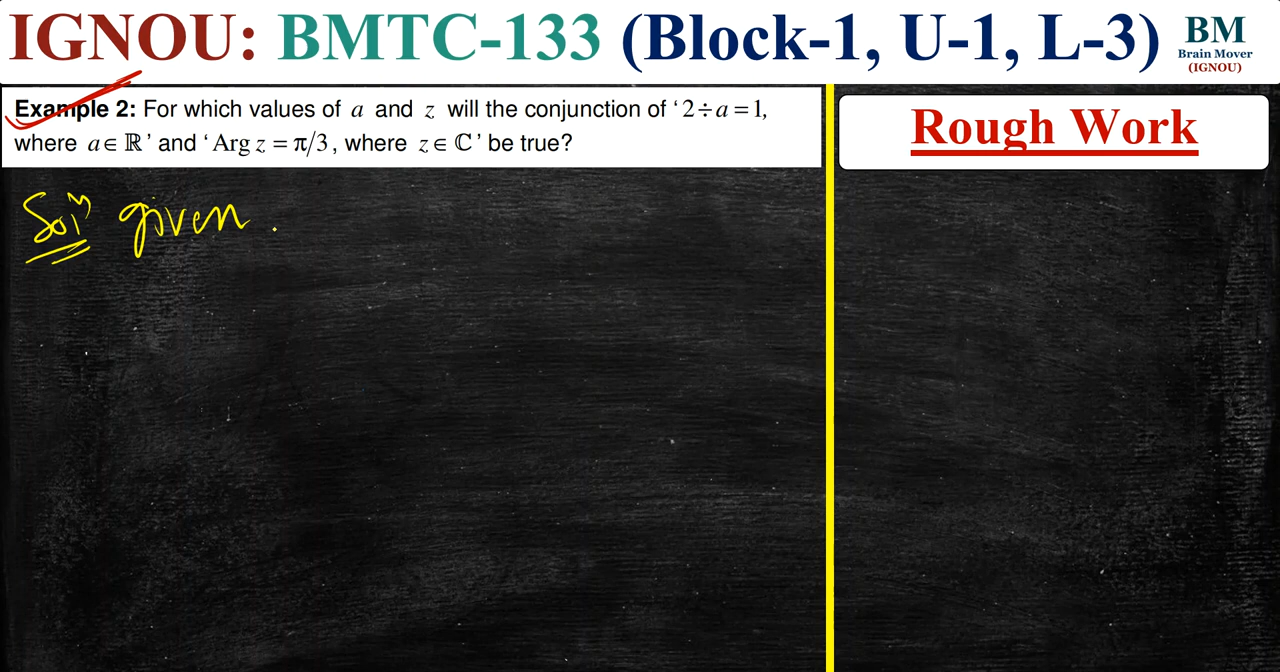 IGNOU: BMTC-133 (Block-1, U-1, L-3)
BM
Brain Mover
(IGNOU)
Example 2: For which values of a and z will the conjunction of ‘2÷a=1,
where a∈ℝ’ and ‘Arg z = π/3, where z∈ℂ’ be true?
Rough Work
Solⁿ given